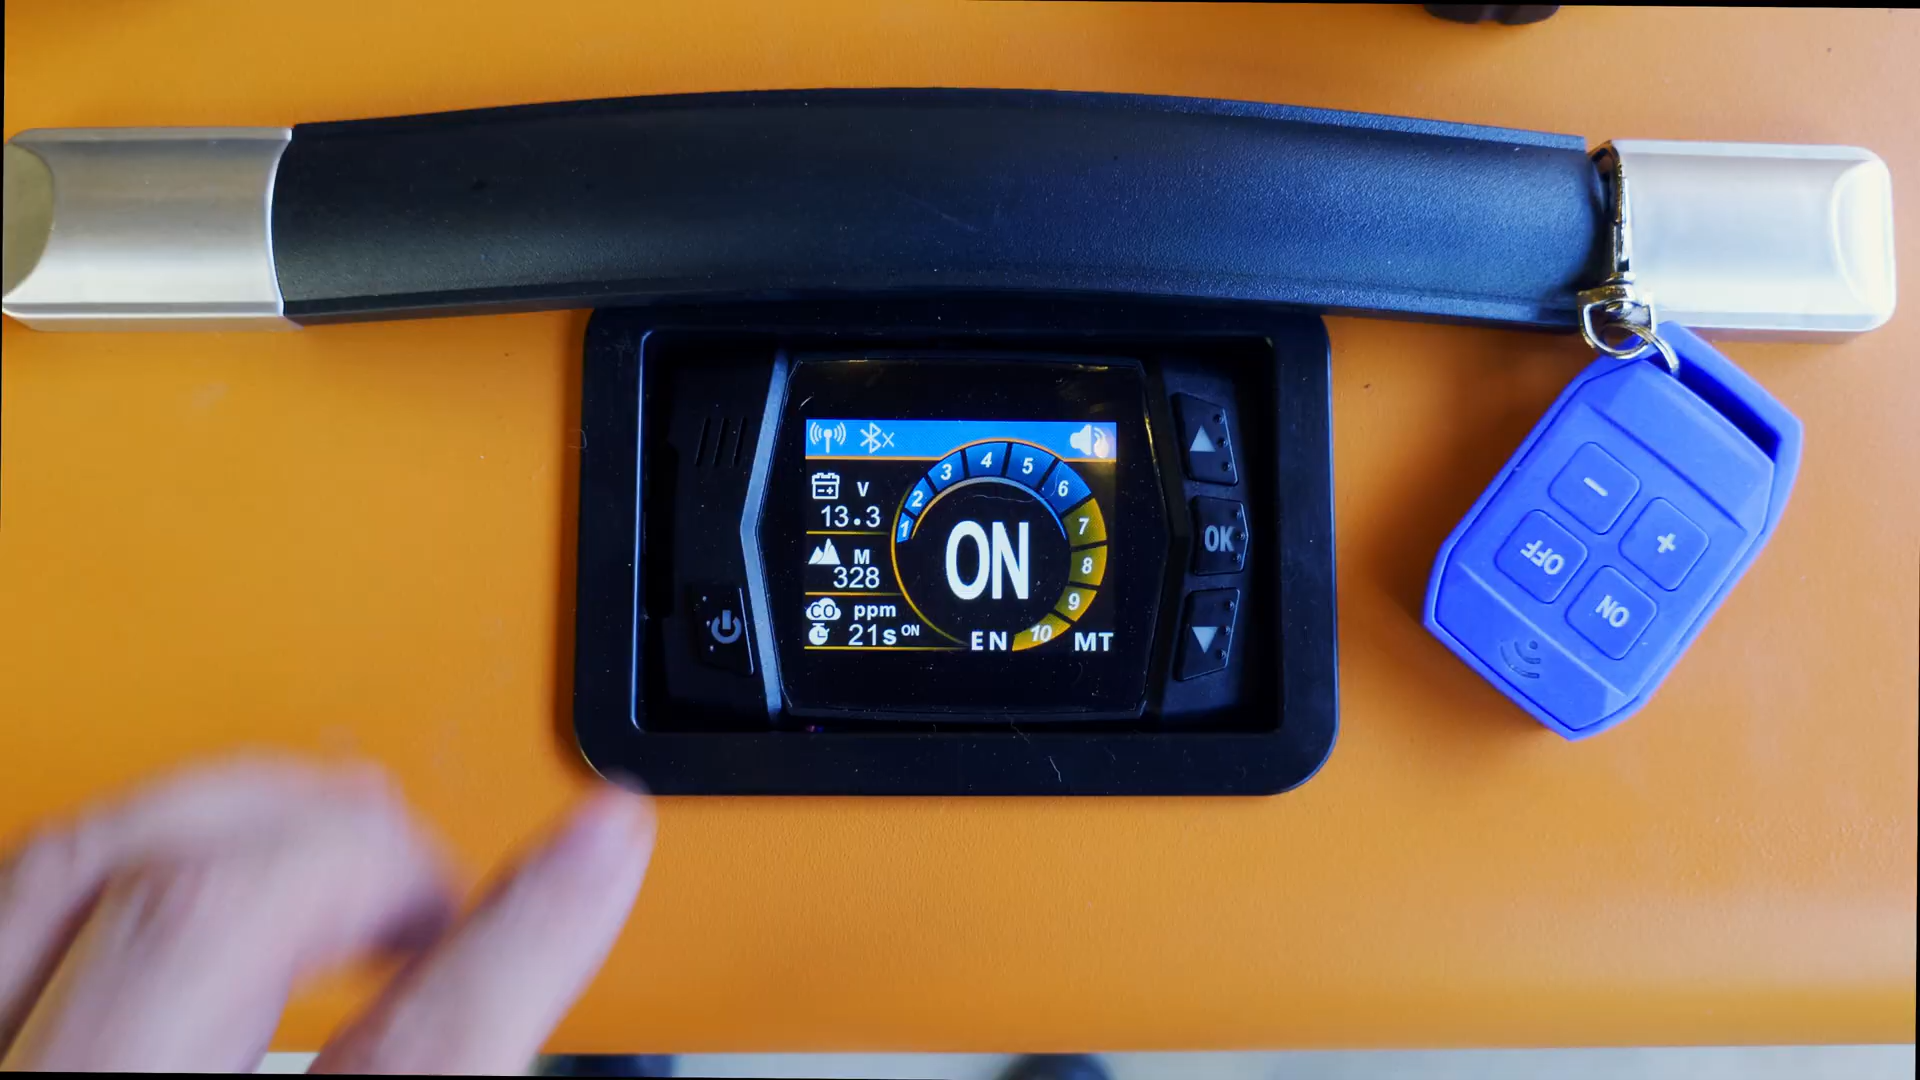 V
13.3
M
328
CO ppm
21s ON
1 2 3 4 5 6 7 8 9 10
ON
EN
MT
OK
−
+
OFF
ON